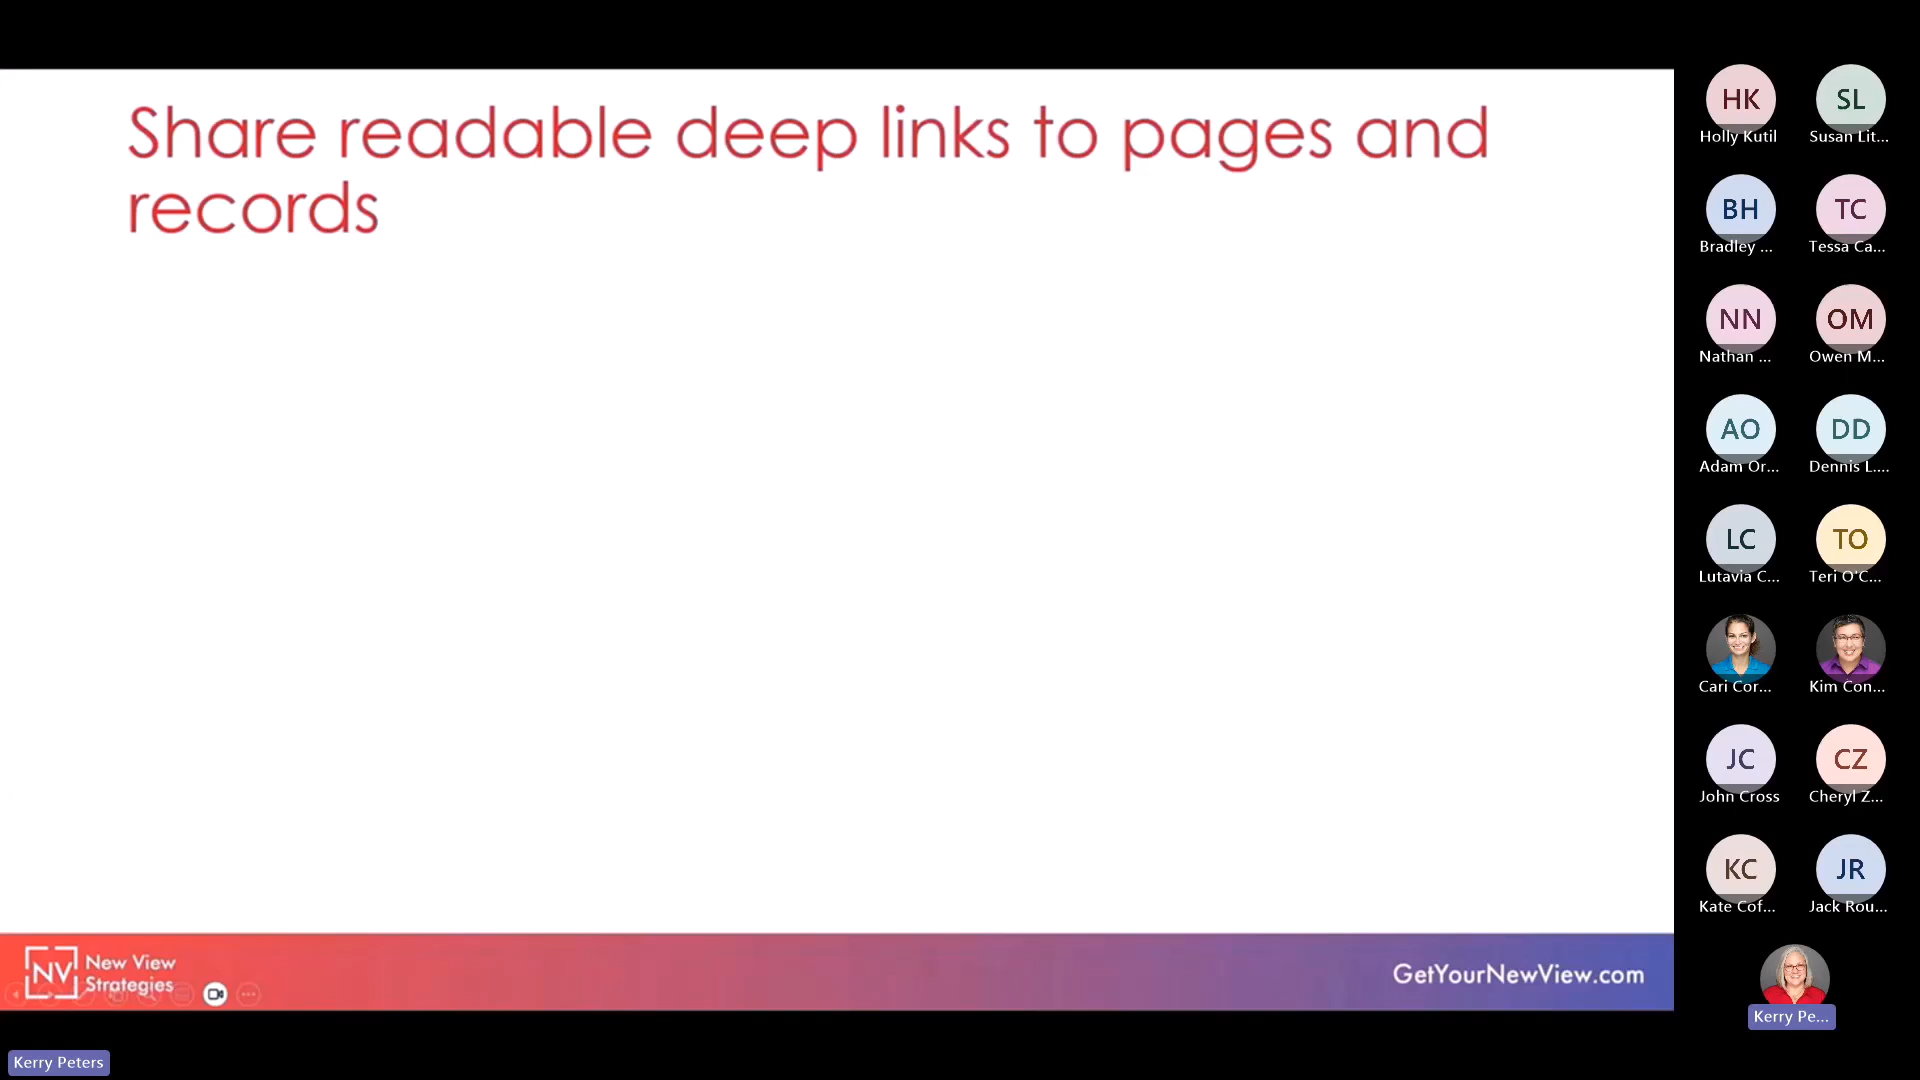 Share readable deep links to pages and
records
HK
Holly Kutil
SL
Susan Lit...
BH
Bradley ...
TC
Tessa Ca...
NN
Nathan ...
OM
Owen M...
AO
Adam Or...
DD
Dennis L....
LC
Lutavia C...
TO
Teri O'C...
Cari Cor...
Kim Con...
JC
John Cross
CZ
Cheryl Z...
KC
Kate Cof...
JR
Jack Rou...
Kerry Pe...
NV
New View
Strategies
GetYourNewView.com
Kerry Peters